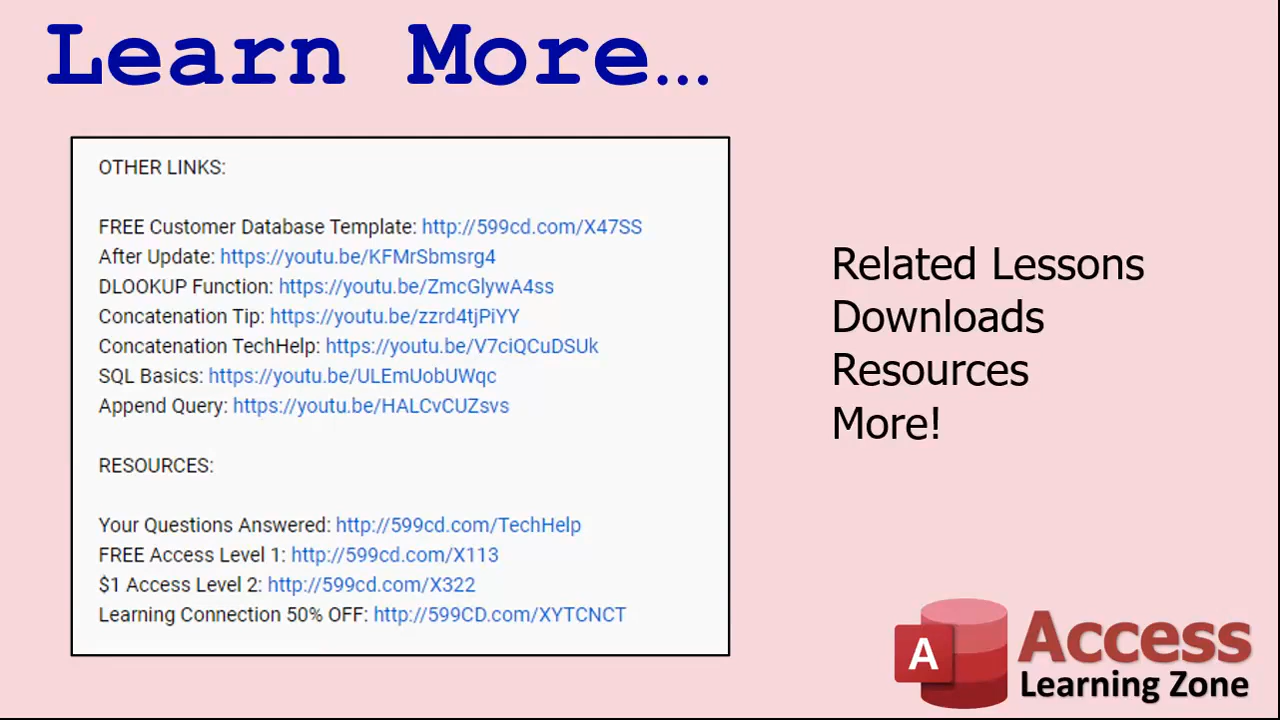 Learn More...
OTHER LINKS:
FREE Customer Database Template: http://599cd.com/X47SS
After Update: https://youtu.be/KFMrSbmsrg4
DLOOKUP Function: https://youtu.be/ZmcGlywA4ss
Concatenation Tip: https://youtu.be/zzrd4tjPiYY
Concatenation TechHelp: https://youtu.be/V7ciQCuDSUk
SQL Basics: https://youtu.be/ULEmUobUWqc
Append Query: https://youtu.be/HALCvCUZsvs
RESOURCES:
Your Questions Answered: http://599cd.com/TechHelp
FREE Access Level 1: http://599cd.com/X113
$1 Access Level 2: http://599cd.com/X322
Learning Connection 50% OFF: http://599CD.com/XYTCNCT
Related Lessons
Downloads
Resources
More!
A
Access
Learning Zone